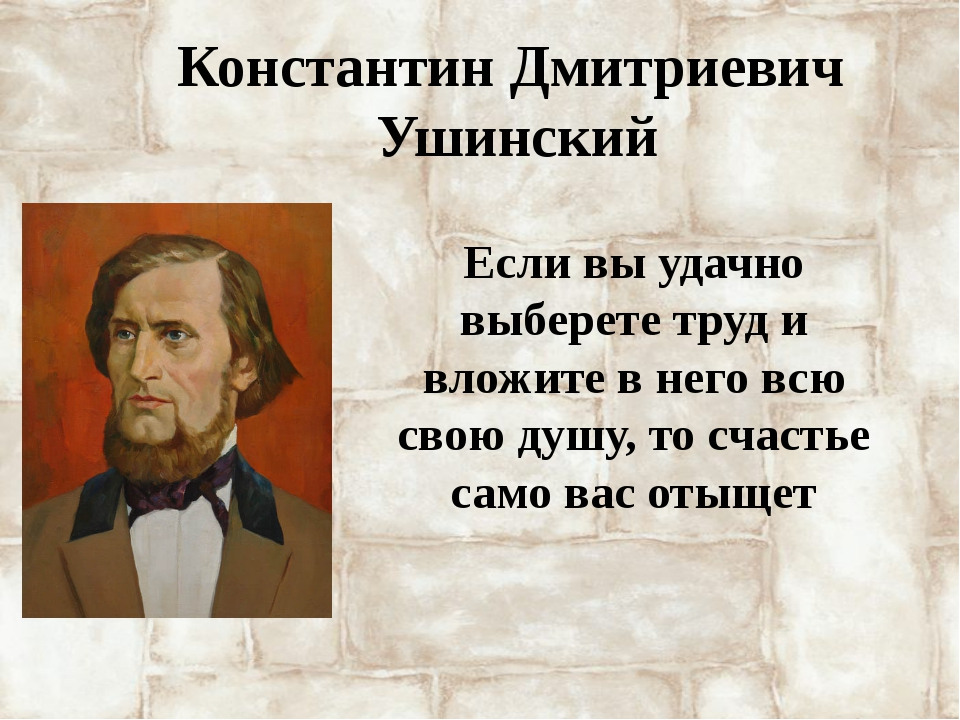 Константин Дмитриевич
Ушинский
Если вы удачно
выберете труд и
вложите в него всю
свою душу, то счастье
само вас отыщет